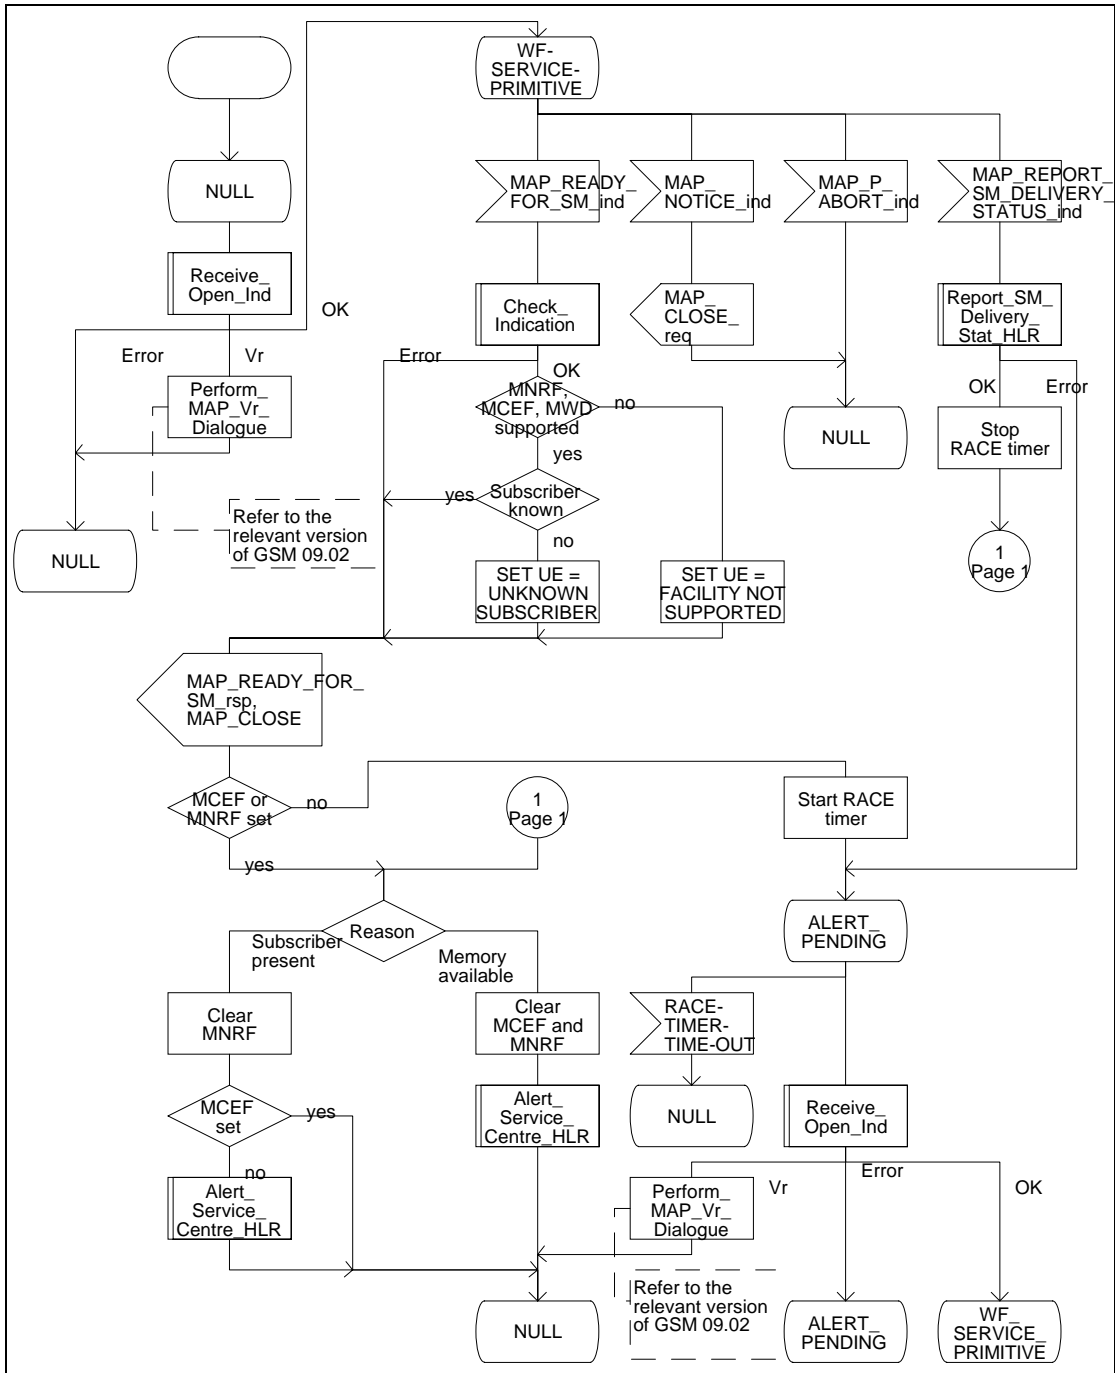 WF-
SERVICE-
PRIMITIVE
NULL
MAP_READY_
FOR_SM_ind
MAP_
NOTICE_ind
MAP_P_
ABORT_ind
MAP_REPORT_
SM_DELIVERY_
STATUS_ind
Receive_
Open_Ind
OK
Check_
Indication
MAP_
CLOSE_
req
Report_SM_
Delivery_
Stat_HLR
Error
Vr
Error
OK
OK
Error
Perform_
MAP_Vr_
Dialogue
MNRF,
MCEF, MWD
supported
no
NULL
Stop
RACE timer
yes
yes
Subscriber
known
Refer to the
relevant version
of GSM 09.02
no
NULL
1
Page 1
SET UE =
UNKNOWN
SUBSCRIBER
SET UE =
FACILITY NOT
SUPPORTED
MAP_READY_FOR_
SM_rsp,
MAP_CLOSE
MCEF or
MNRF set
no
1
Page 1
Start RACE
timer
yes
Reason
ALERT_
PENDING
Subscriber
present
Memory
available
Clear
MNRF
Clear
MCEF and
MNRF
RACE-
TIMER-
TIME-OUT
MCEF
set
yes
Alert_
Service_
Centre_HLR
NULL
Receive_
Open_Ind
no
Error
Alert_
Service_
Centre_HLR
Perform_
MAP_Vr_
Dialogue
Vr
OK
Refer to the
relevant version
of GSM 09.02
NULL
ALERT_
PENDING
WF_
SERVICE_
PRIMITIVE